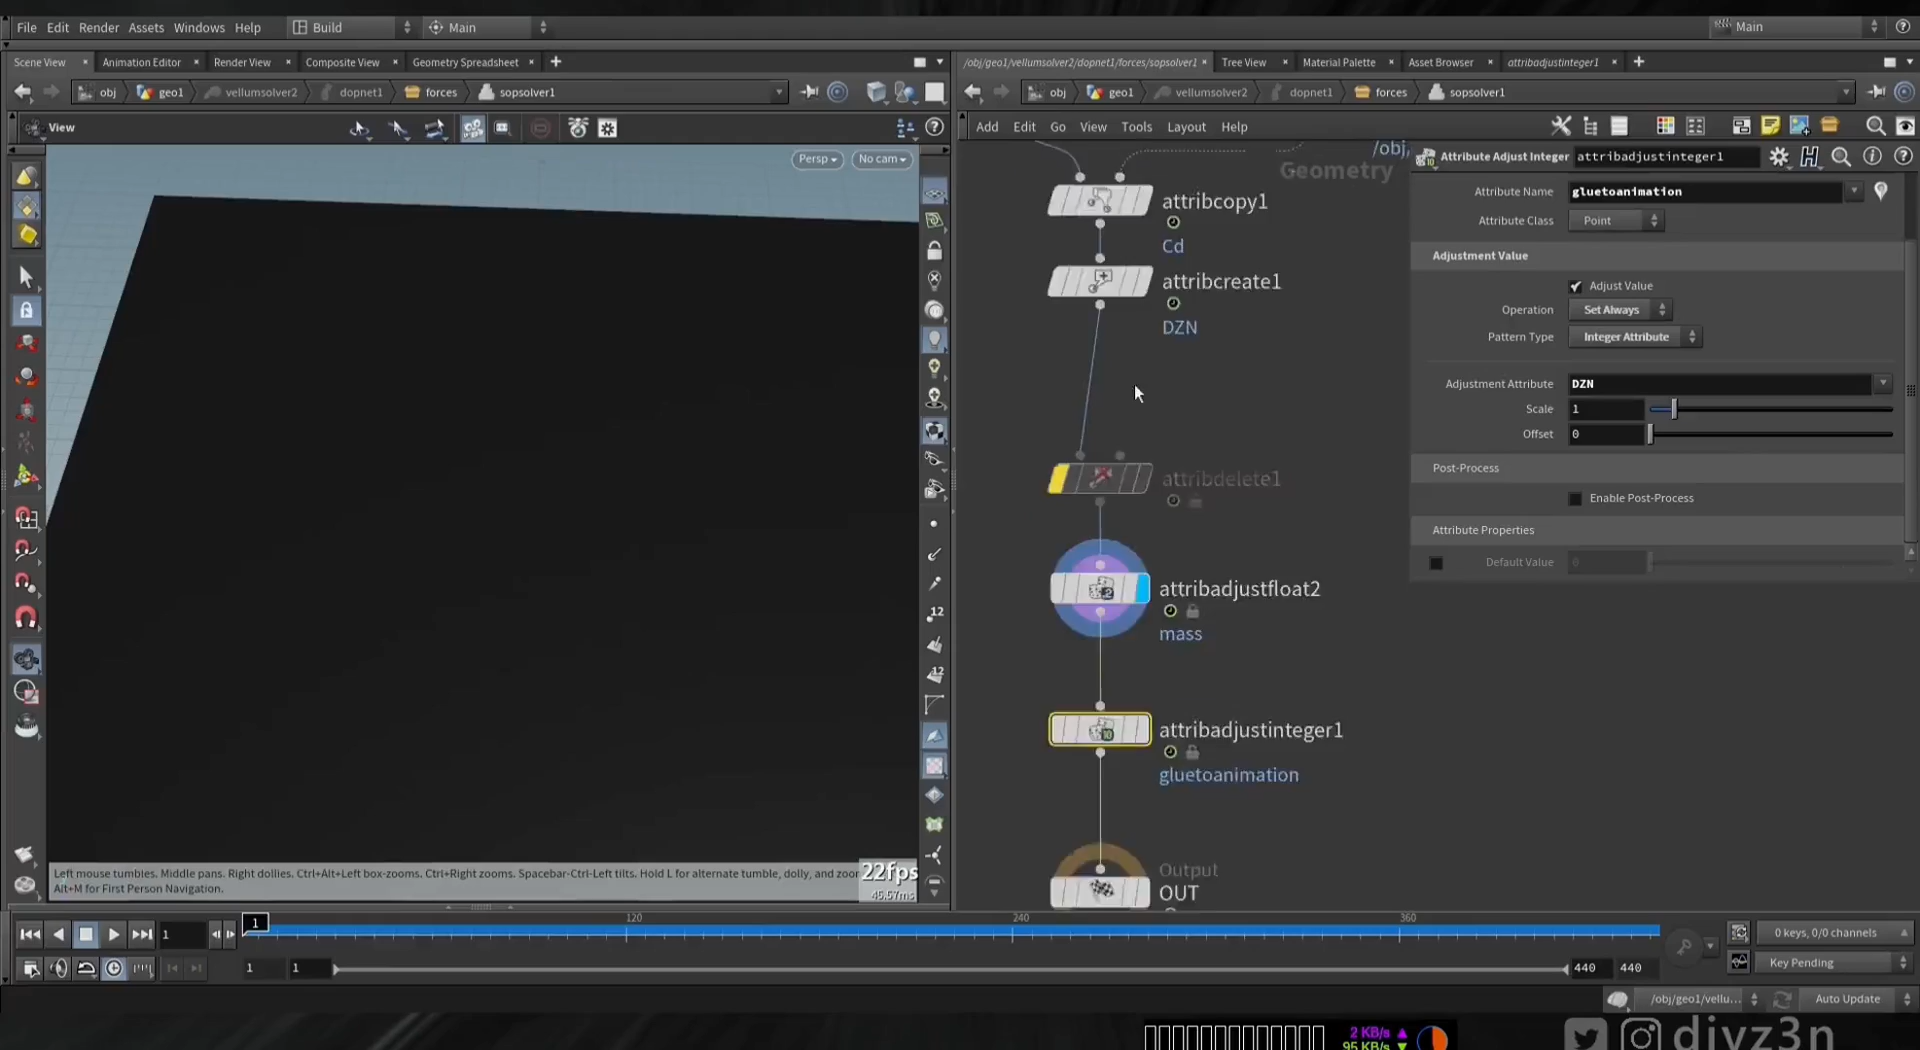 File Edit Render Assets Windows Help Build Main Main
Scene View Animation Editor Render View Composite View Geometry Spreadsheet
/obj/geo1/vellumsolver2/dopnet1/forces/sopsolver1 Tree View Material Palette Asset Browser attribadjustinteger1
obj geo1 vellumsolver2 dopnet1 forces sopsolver1
obj geo1 vellumsolver2 dopnet1 forces sopsolver1
View
Add Edit Go View Tools Layout Help
Persp No cam
/obj,
Geometry
attribcopy1
Cd
attribcreate1
DZN
attribdelete1
attribadjustfloat2
mass
attribadjustinteger1
gluetoanimation
Output
OUT
Attribute Adjust Integer attribadjustinteger1
Attribute Name gluetoanimation
Attribute Class Point
Adjustment Value
Adjust Value
Operation Set Always
Pattern Type Integer Attribute
Adjustment Attribute DZN
Scale 1
Offset 0
Post-Process
Enable Post-Process
Attribute Properties
Default Value 0
12
12
Left mouse tumbles. Middle pans. Right dollies. Ctrl+Alt+Left box-zooms. Ctrl+Right zooms. Spacebar-Ctrl-Left tilts. Hold L for alternate tumble, dolly, and zoo
Alt+M for First Person Navigation.
22fps
45.57ms
1 1 120 240 360
0 keys, 0/0 channels
1 1 440 440
Key Pending
/obj/geo1/vellu... Auto Update
2 KB/s
95 KB/s
divz3n